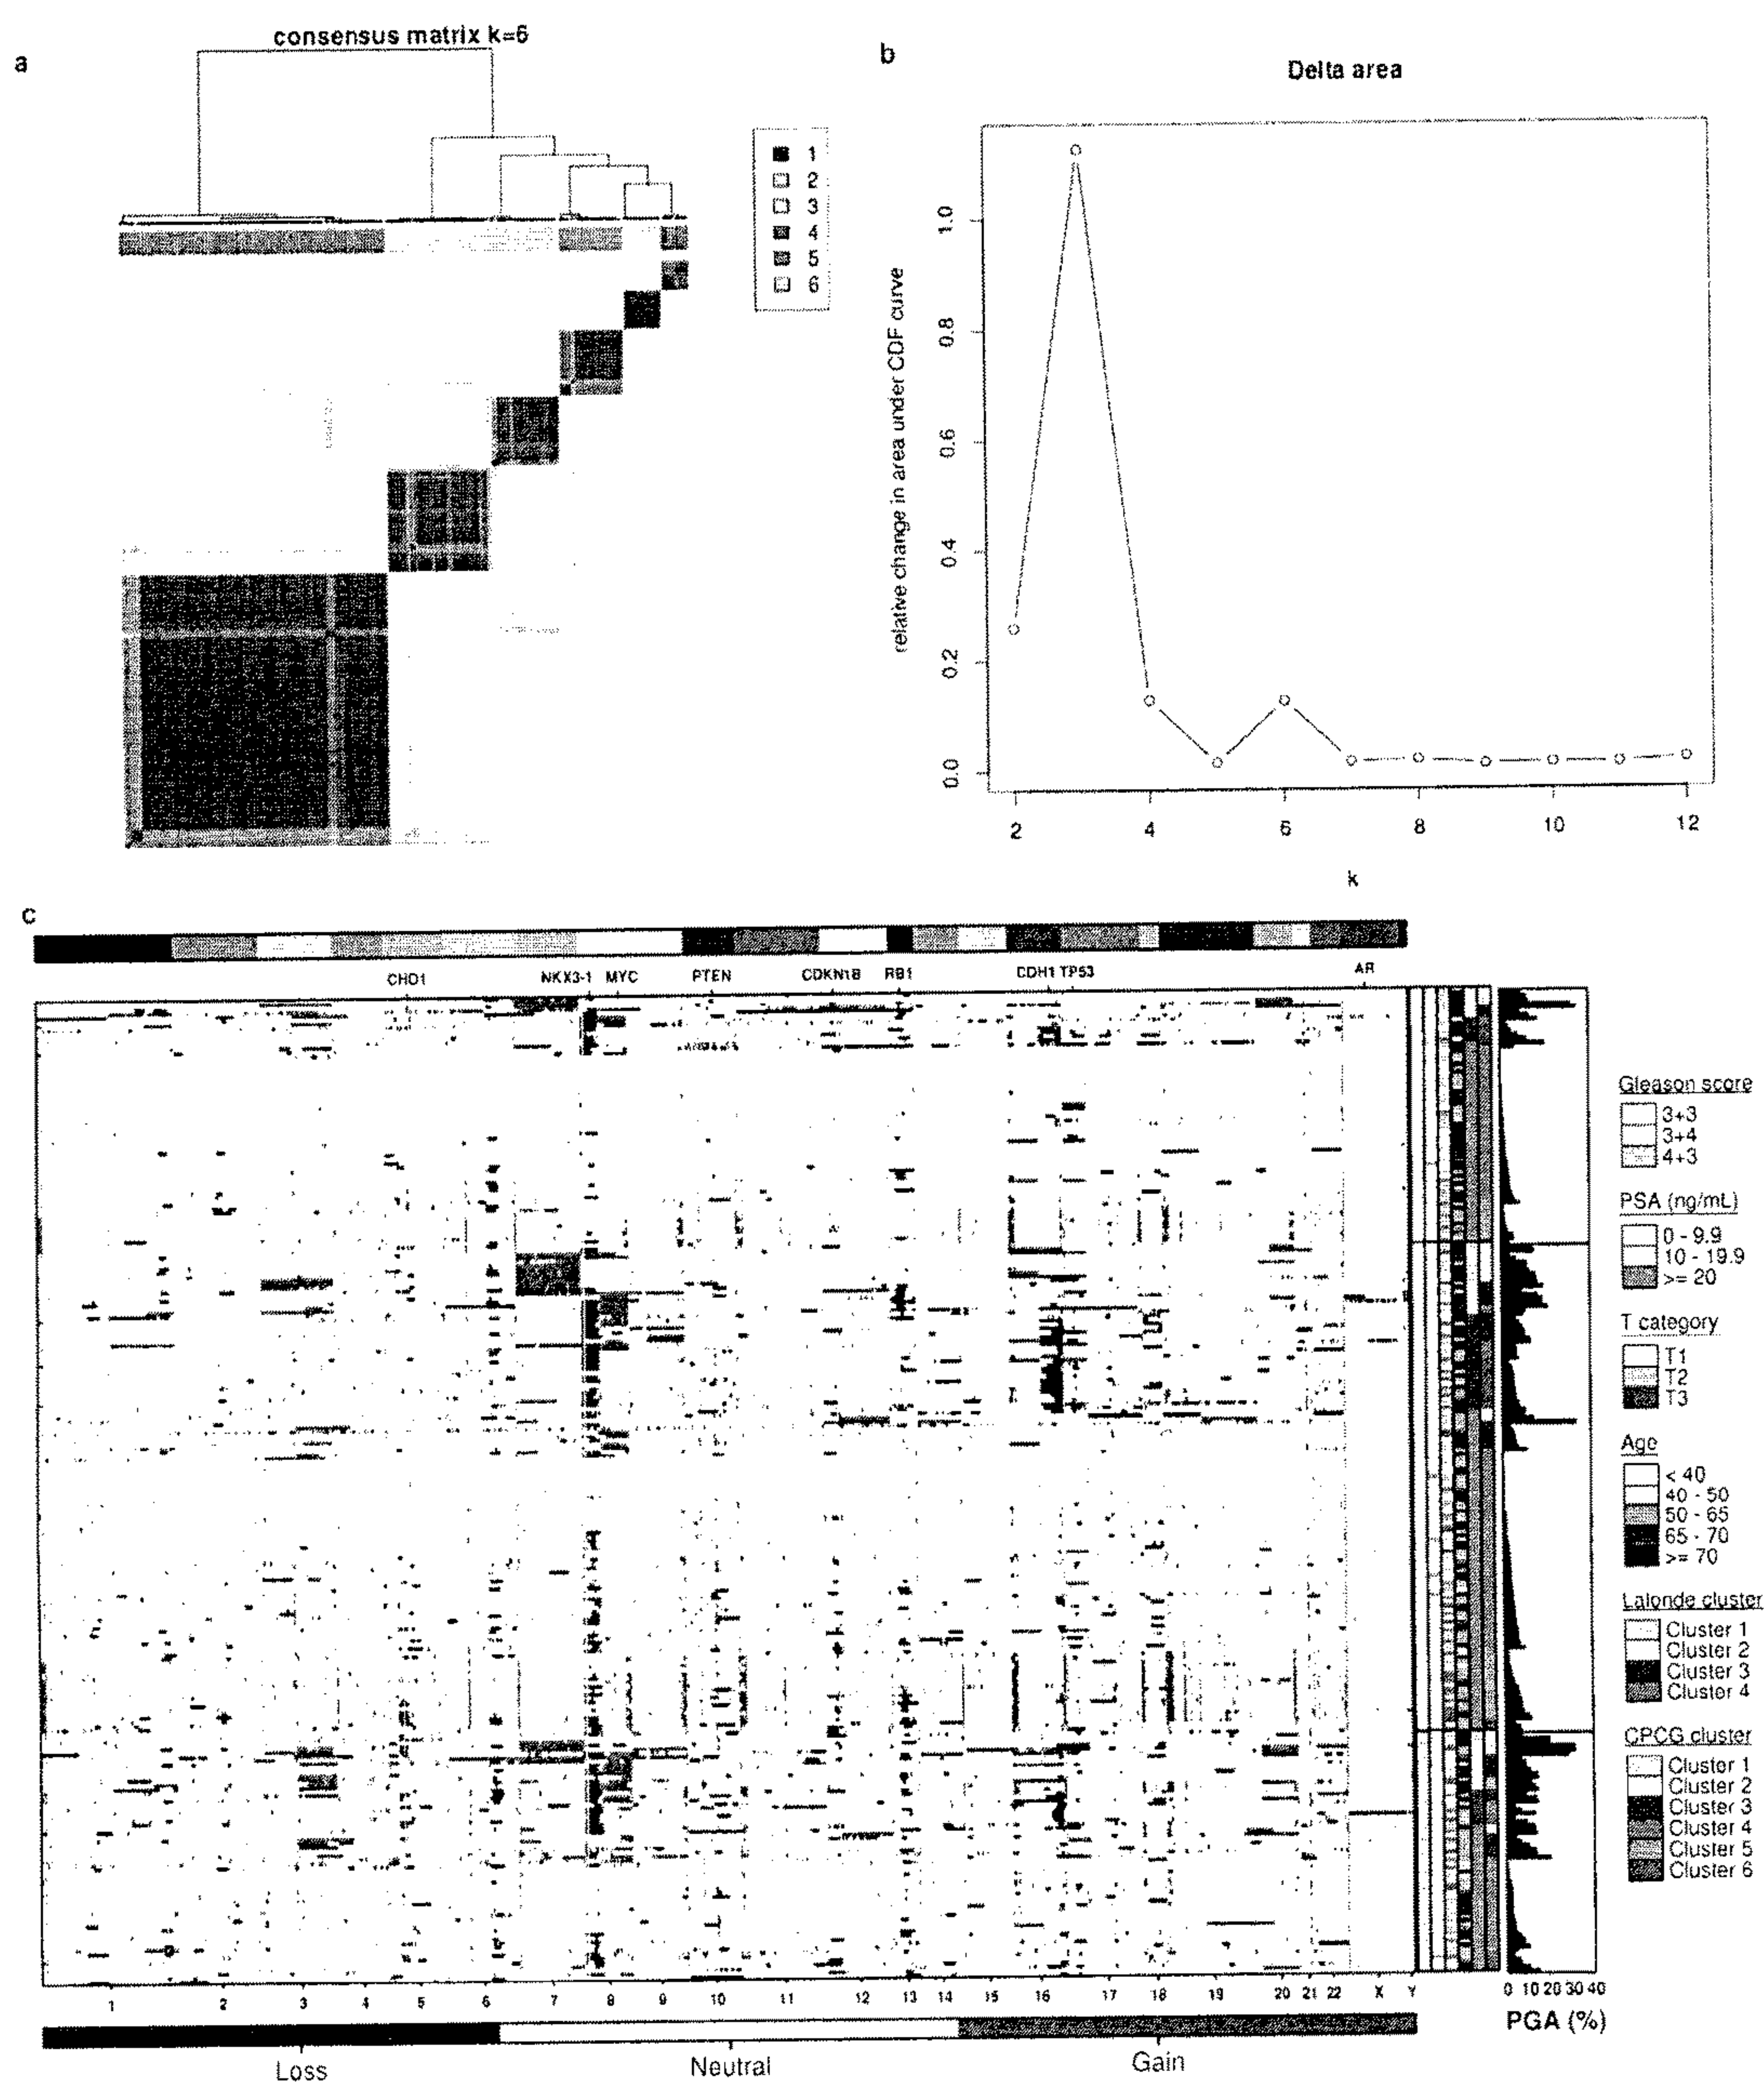 a
consensus matrix k=6
1
2
3
4
5
6
b
Delta area
relative change in area under CDF curve
0.0
0.2
0.4
0.6
0.8
1.0
2
4
6
8
10
12
k
c
CHD1
NKX3-1
MYC
PTEN
CDKN1B
RB1
CDH1
TP53
AR
Gleason score
3+3
3+4
4+3
PSA (ng/mL)
0 - 9.9
10 - 19.9
>= 20
T category
T1
T2
T3
Age
< 40
40 - 50
50 - 65
65 - 70
>= 70
Lalonde cluster
Cluster 1
Cluster 2
Cluster 3
Cluster 4
CPCG cluster
Cluster 1
Cluster 2
Cluster 3
Cluster 4
Cluster 5
Cluster 6
1 2 3 4 5 6 7 8 9 10 11 12 13 14 15 16 17 18 19 20 21 22 X Y
0 10 20 30 40
PGA (%)
Loss
Neutral
Gain